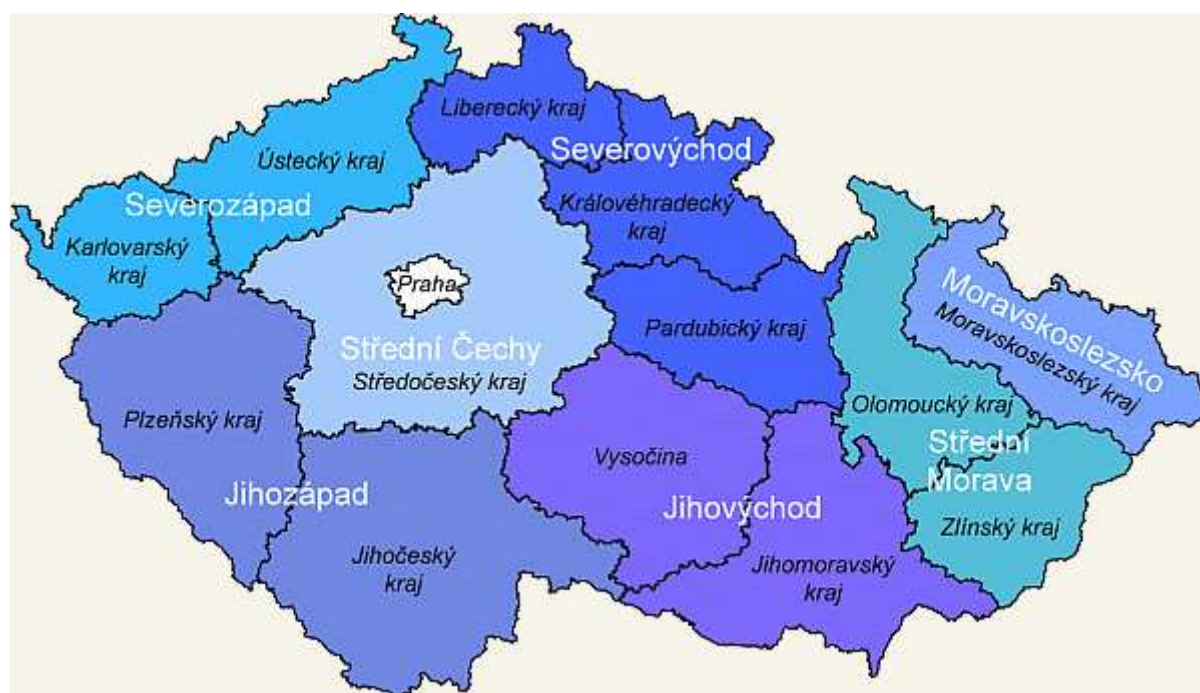 Liberecký kraj
Severovýchod
Ústecký kraj
Severozápad
Královéhradecký
kraj
Karlovarský
kraj
Praha
Moravskoslezsko
Moravskoslezský kraj
Pardubický kraj
Střední Čechy
Středočeský kraj
Olomoucký kraj
Plzeňský kraj
Vysočina
Střední
Morava
Jihozápad
Jihovýchod
Zlínský kraj
Jihočeský
kraj
Jihomoravský
kraj